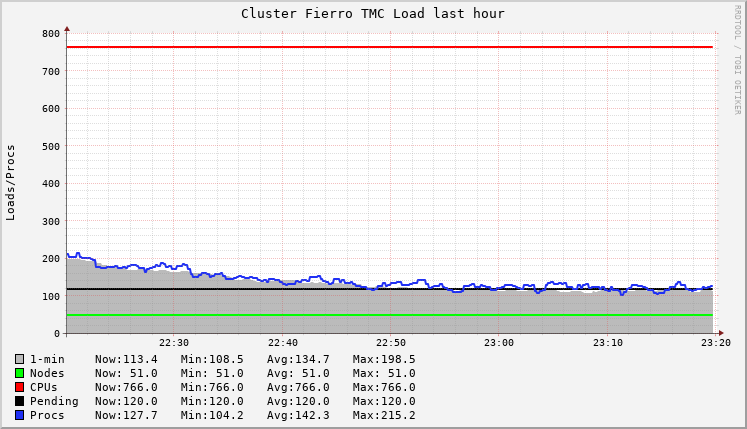 Cluster Fierro TMC Load last hour
RRDTOOL / TOBI OETIKER
Loads/Procs
800
700
600
500
400
300
200
100
0
22:30 22:40 22:50 23:00 23:10 23:20
1-min Now:113.4 Min:108.5 Avg:134.7 Max:198.5
Nodes Now: 51.0 Min: 51.0 Avg: 51.0 Max: 51.0
CPUs Now:766.0 Min:766.0 Avg:766.0 Max:766.0
Pending Now:120.0 Min:120.0 Avg:120.0 Max:120.0
Procs Now:127.7 Min:104.2 Avg:142.3 Max:215.2